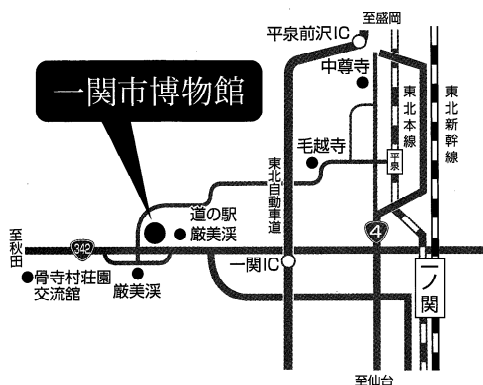 至盛岡
平泉前沢IC
中尊寺
一関市博物館
東北本線
東北新幹線
毛越寺
平泉
東北自動車道
道の駅
厳美渓
4
至秋田
342
一関IC
一ノ関
骨寺村荘園
交流館
厳美渓
至仙台